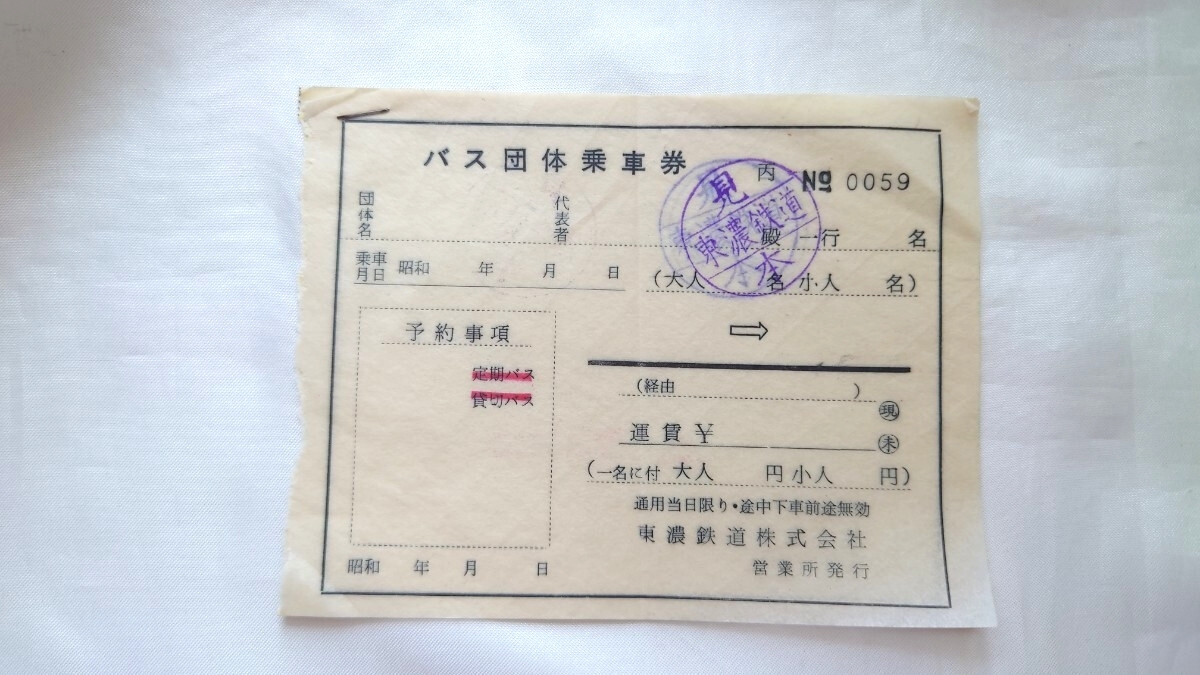 バス団体乗車券
内 № 0059
団体名 代表者 殿 一行 名
乗車月日 昭和 年 月 日
(大人 名 小人 名)
見
東濃鉄道
本
予約事項
定期バス
貸切バス
⇨
(経由 )
現
運賃¥
未
(一名に付 大人 円 小人 円)
通用当日限り・途中下車前途無効
東濃鉄道株式会社
営業所発行
昭和 年 月 日